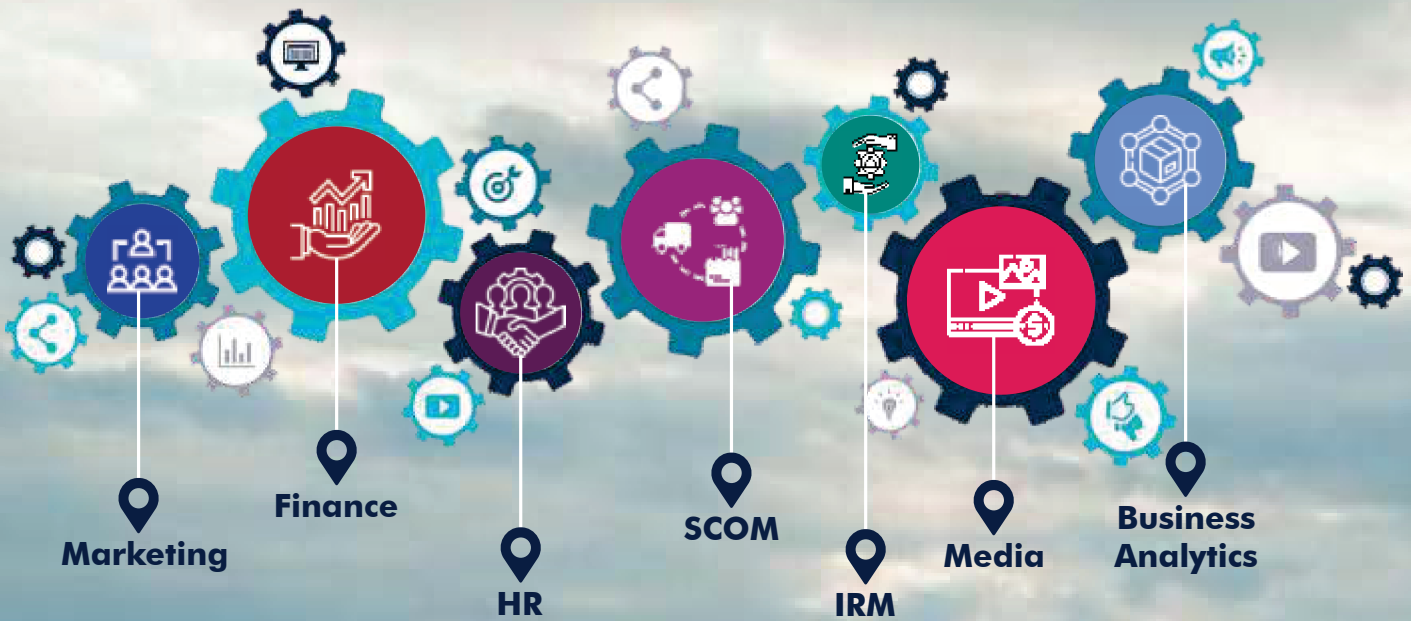 Marketing
Finance
HR
SCOM
IRM
Media
Business
Analytics